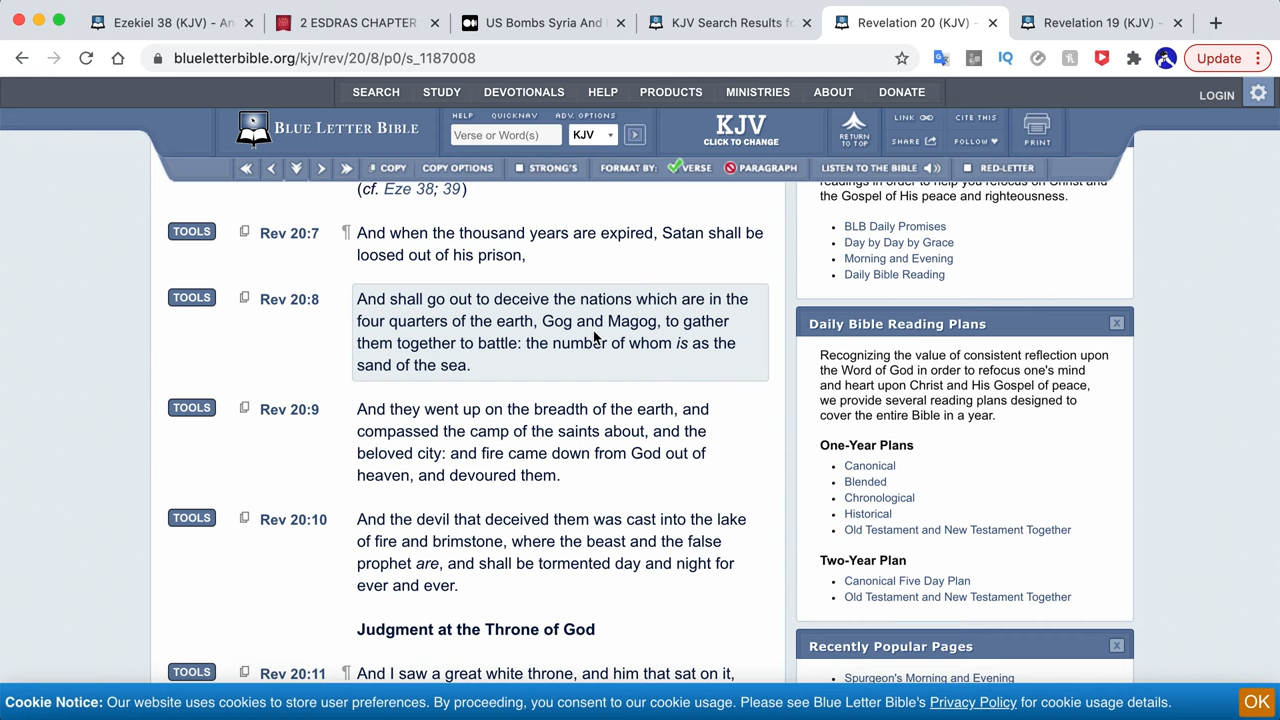 Ezekiel 38 (KJV) - An
2 ESDRAS CHAPTER
US Bombs Syria And
KJV Search Results fo
Revelation 20 (KJV) -
Revelation 19 (KJV) -
blueletterbible.org/kjv/rev/20/8/p0/s_1187008
IQ
Update
SEARCH STUDY DEVOTIONALS HELP PRODUCTS MINISTRIES ABOUT DONATE
LOGIN
BLUE LETTER BIBLE
HELP QUICKNAV ADV. OPTIONS
Verse or Word(s)
KJV
KJV
CLICK TO CHANGE
RETURN
TO TOP
LINK
CITE THIS
SHARE
FOLLOW
PRINT
COPY COPY OPTIONS STRONG'S FORMAT BY: VERSE PARAGRAPH LISTEN TO THE BIBLE RED-LETTER
(cf. Eze 38; 39)
TOOLS Rev 20:7 ¶ And when the thousand years are expired, Satan shall be
loosed out of his prison,
TOOLS Rev 20:8 And shall go out to deceive the nations which are in the
four quarters of the earth, Gog and Magog, to gather
them together to battle: the number of whom is as the
sand of the sea.
TOOLS Rev 20:9 And they went up on the breadth of the earth, and
compassed the camp of the saints about, and the
beloved city: and fire came down from God out of
heaven, and devoured them.
TOOLS Rev 20:10 And the devil that deceived them was cast into the lake
of fire and brimstone, where the beast and the false
prophet are, and shall be tormented day and night for
ever and ever.
Judgment at the Throne of God
TOOLS Rev 20:11 ¶ And I saw a great white throne, and him that sat on it,
readings in order to help you refocus on Christ and
the Gospel of His peace and righteousness.
BLB Daily Promises
Day by Day by Grace
Morning and Evening
Daily Bible Reading
Daily Bible Reading Plans
Recognizing the value of consistent reflection upon
the Word of God in order to refocus one's mind
and heart upon Christ and His Gospel of peace,
we provide several reading plans designed to
cover the entire Bible in a year.
One-Year Plans
Canonical
Blended
Chronological
Historical
Old Testament and New Testament Together
Two-Year Plan
Canonical Five Day Plan
Old Testament and New Testament Together
Recently Popular Pages
Spurgeon's Morning and Evening
Cookie Notice: Our website uses cookies to store user preferences. By proceeding, you consent to our cookie usage. Please see Blue Letter Bible's Privacy Policy for cookie usage details.
OK